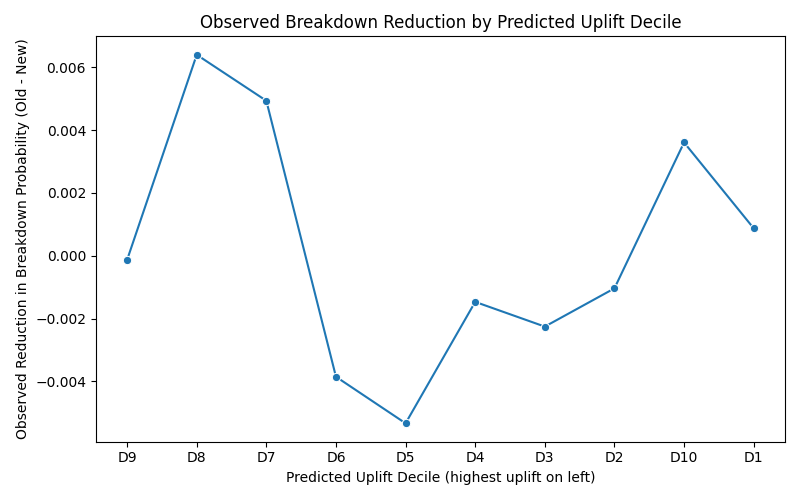 Observed Breakdown Reduction by Predicted Uplift Decile
Observed Reduction in Breakdown Probability (Old - New)
0.006
0.004
0.002
0.000
−0.002
−0.004
D9 D8 D7 D6 D5 D4 D3 D2 D10 D1
Predicted Uplift Decile (highest uplift on left)